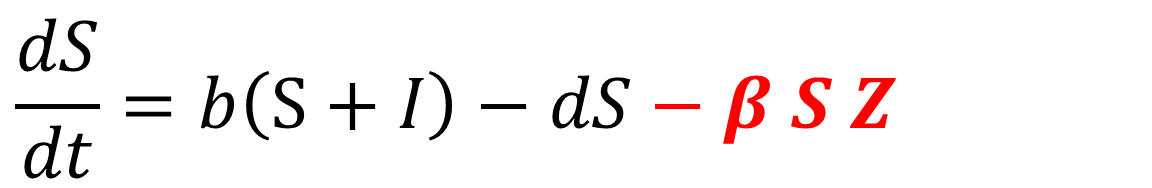 dS/dt = b(S + I) − dS − β S Z